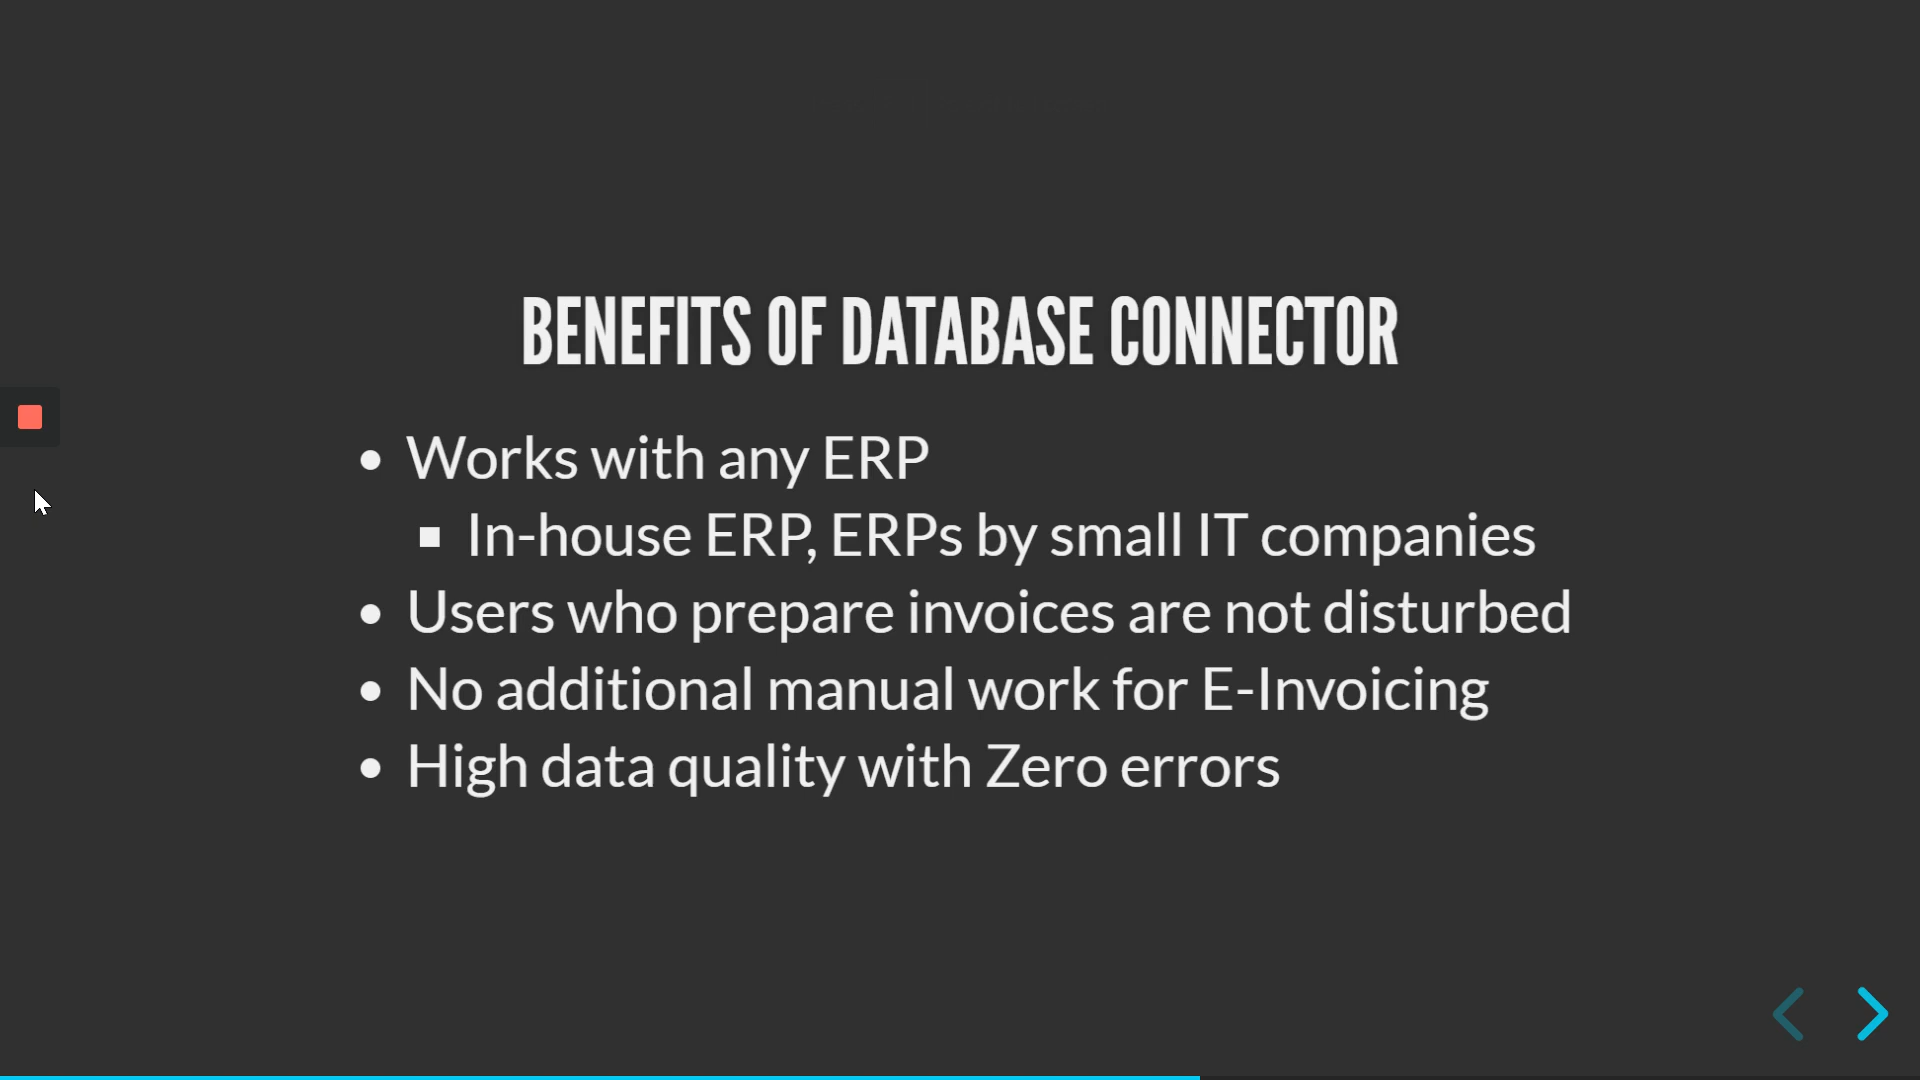 BENEFITS OF DATABASE CONNECTOR
Works with any ERP
In-house ERP, ERPs by small IT companies
Users who prepare invoices are not disturbed
No additional manual work for E-Invoicing
High data quality with Zero errors